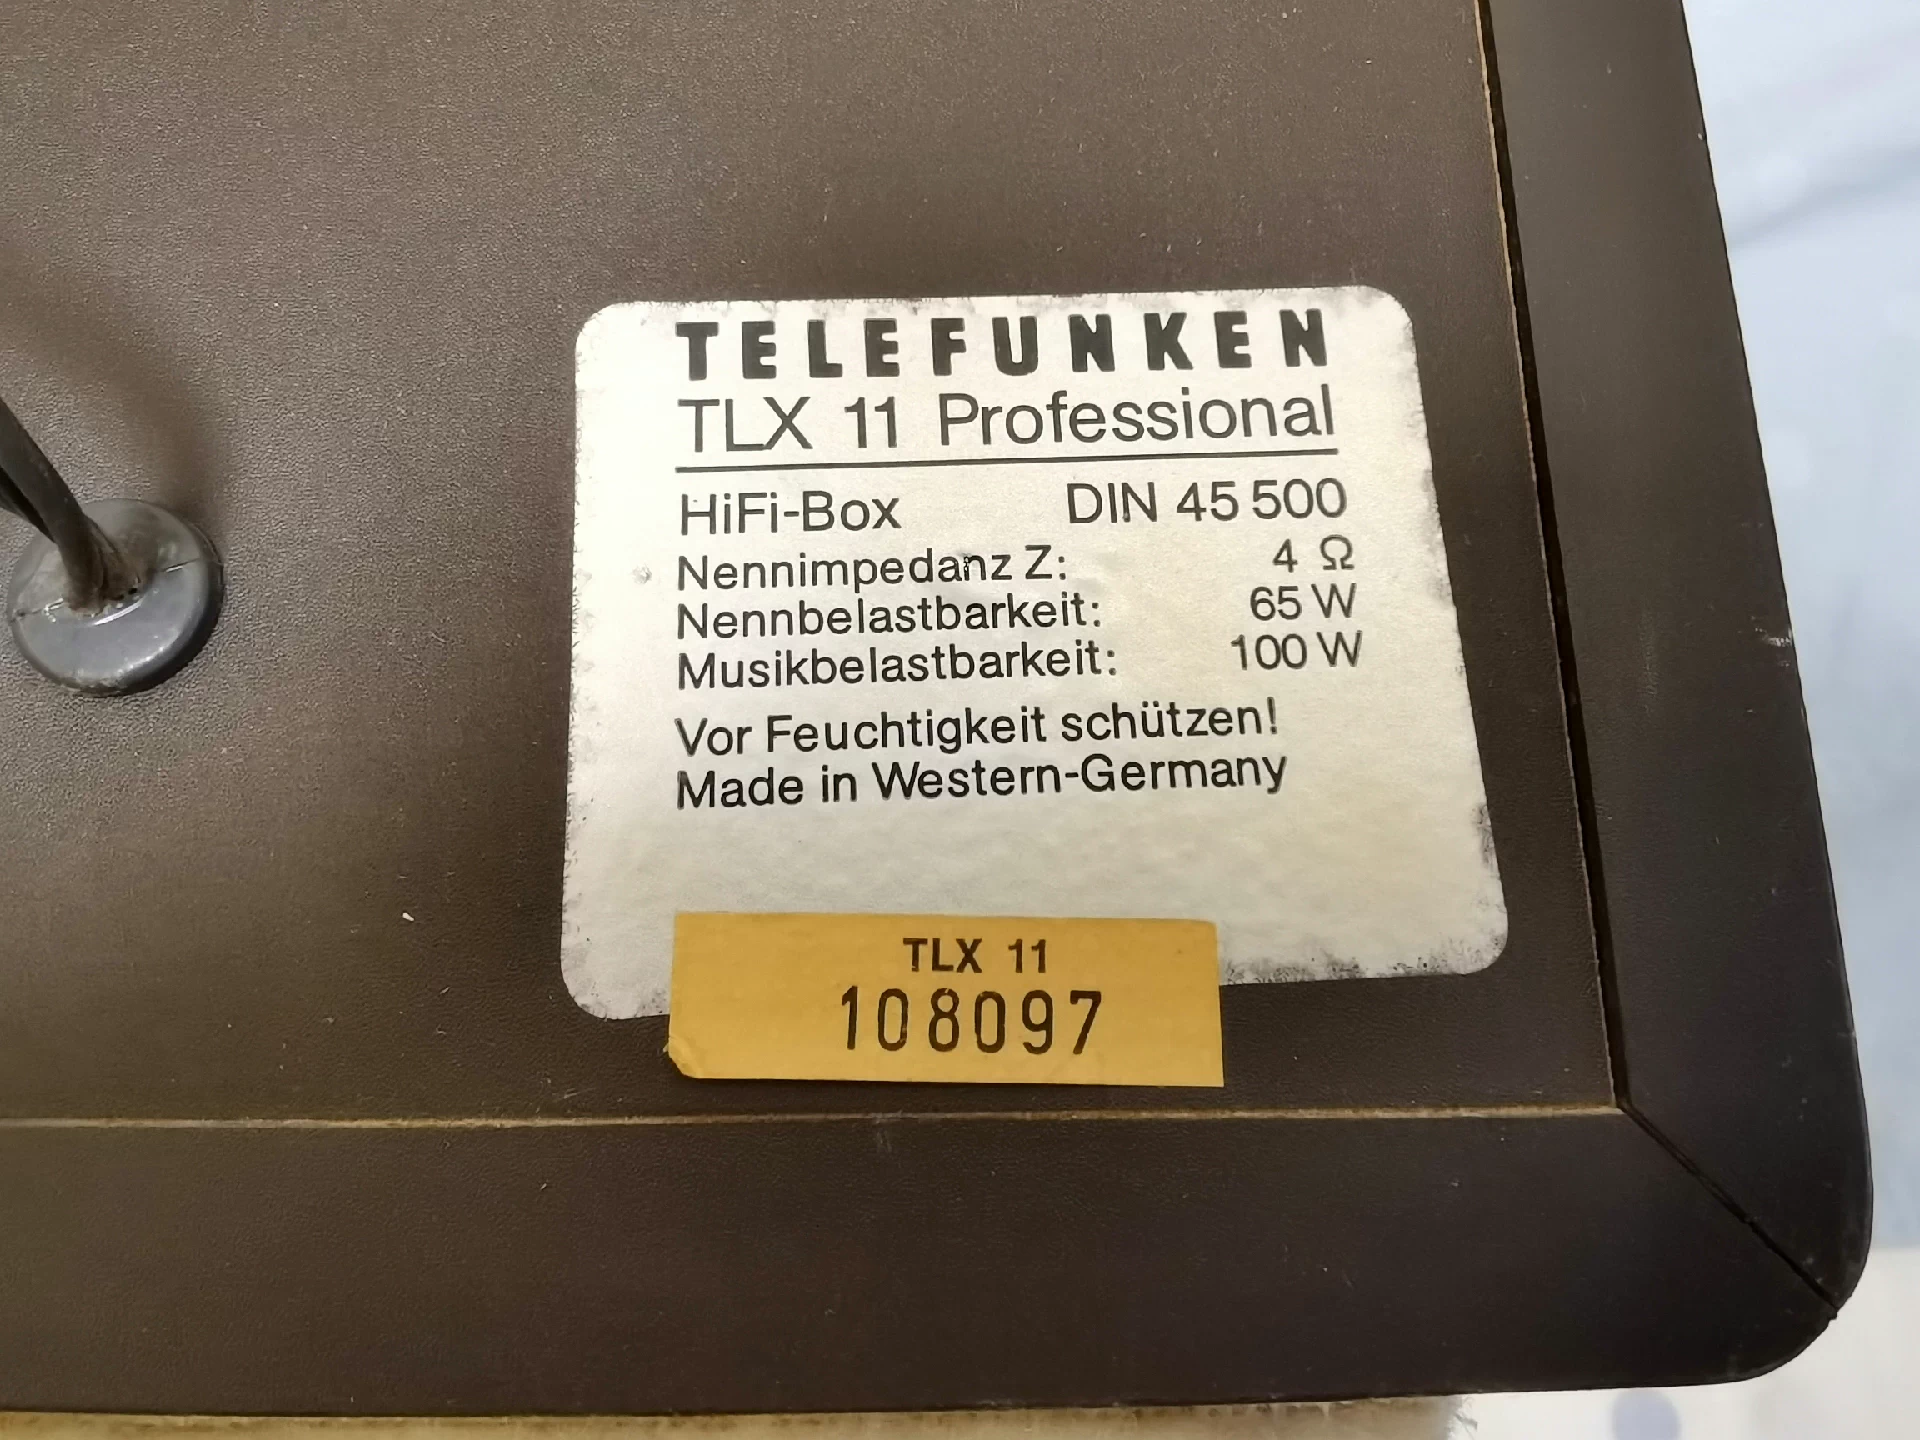 TELEFUNKEN
TLX 11 Professional
HiFi-Box DIN 45 500
Nennimpedanz Z: 4 Ω
Nennbelastbarkeit: 65 W
Musikbelastbarkeit: 100 W
Vor Feuchtigkeit schützen!
Made in Western-Germany
TLX 11
108097